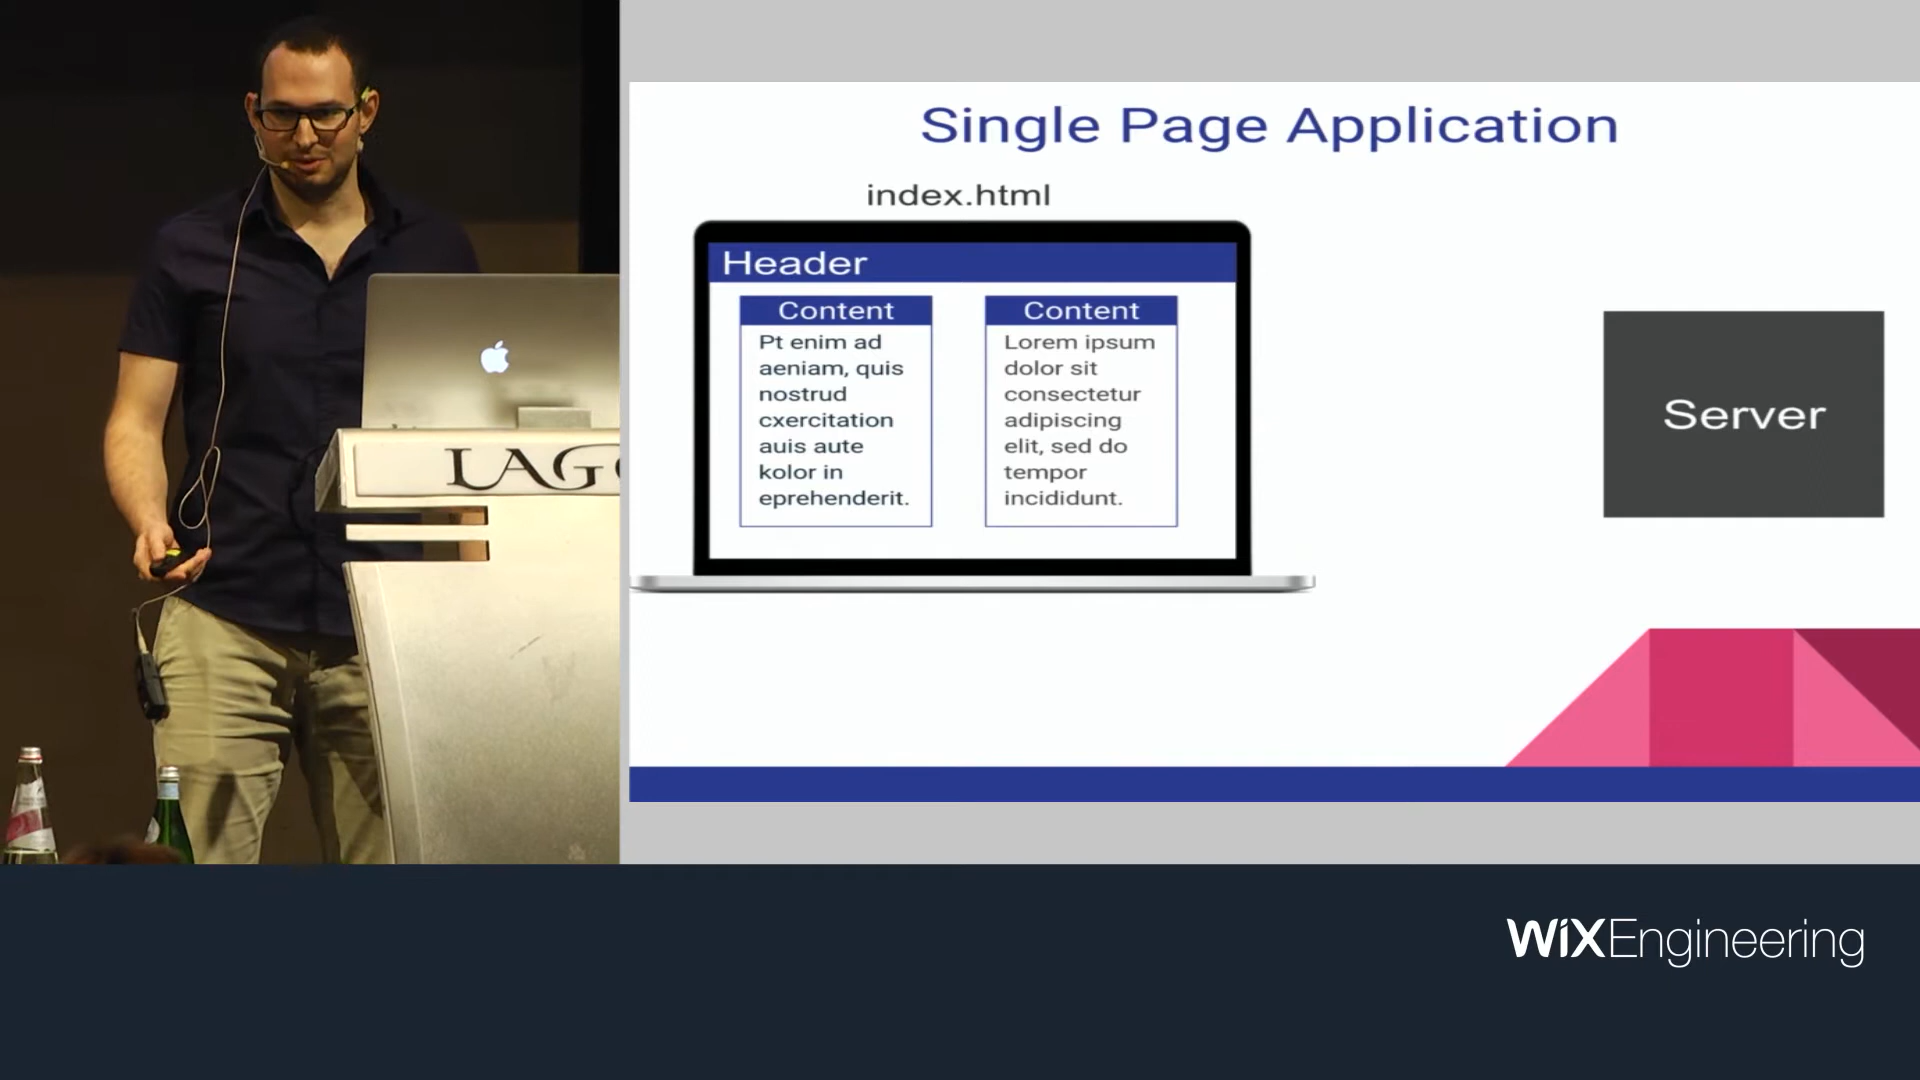 Single Page Application
index.html
Header
Content
Pt enim ad
aeniam, quis
nostrud
cxercitation
auis aute
kolor in
eprehenderit.
Content
Lorem ipsum
dolor sit
consectetur
adipiscing
elit, sed do
tempor
incididunt.
Server
LAG
WiXEngineering